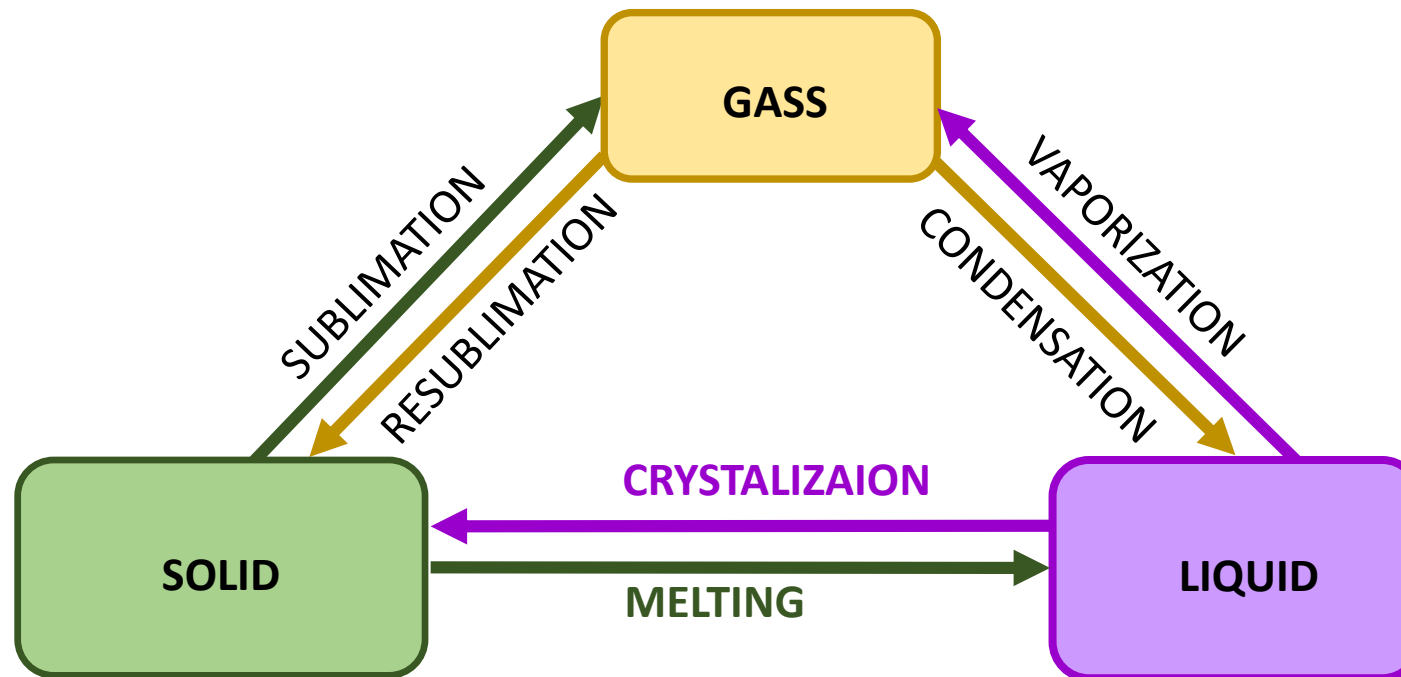 GASS
SUBLIMATION
RESUBLIMATION
VAPORIZATION
CONDENSATION
CRYSTALIZAION
SOLID
MELTING
LIQUID